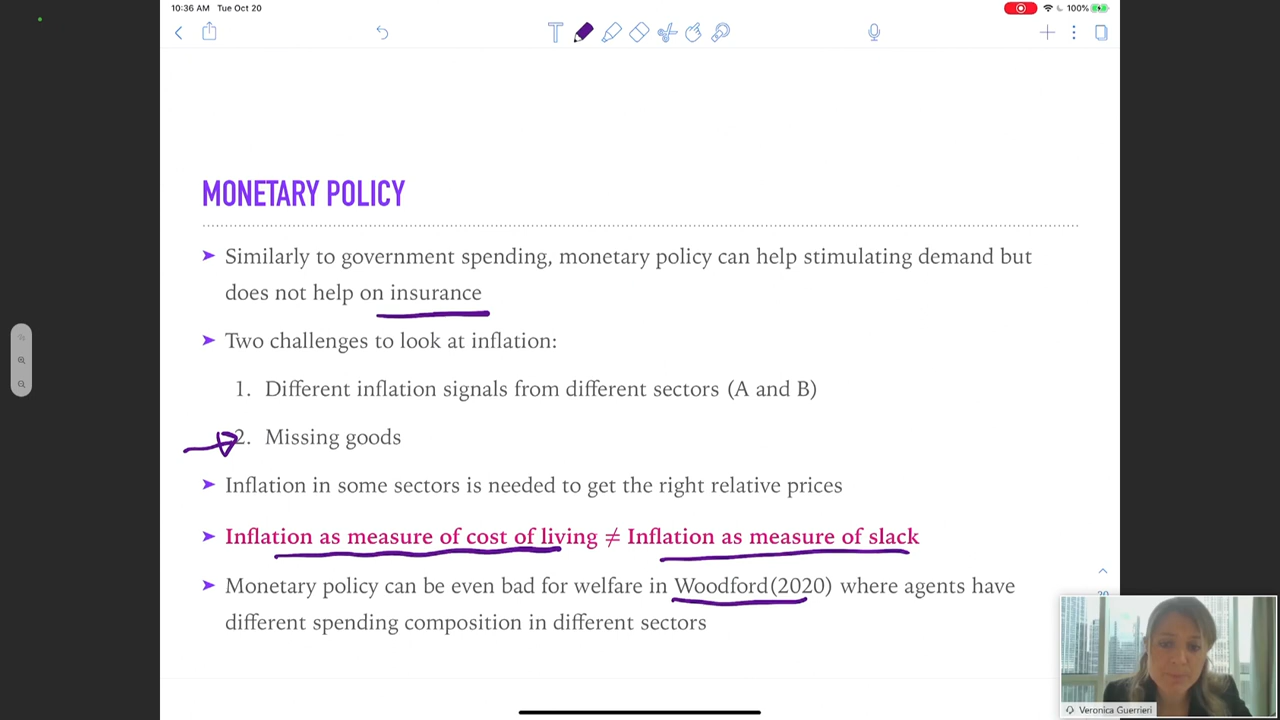 10:36 AM Tue Oct 20
100%
T
MONETARY POLICY
➤ Similarly to government spending, monetary policy can help stimulating demand but
does not help on insurance
➤ Two challenges to look at inflation:
1. Different inflation signals from different sectors (A and B)
2. Missing goods
➤ Inflation in some sectors is needed to get the right relative prices
➤ Inflation as measure of cost of living ≠ Inflation as measure of slack
➤ Monetary policy can be even bad for welfare in Woodford(2020) where agents have
different spending composition in different sectors
Veronica Guerrieri